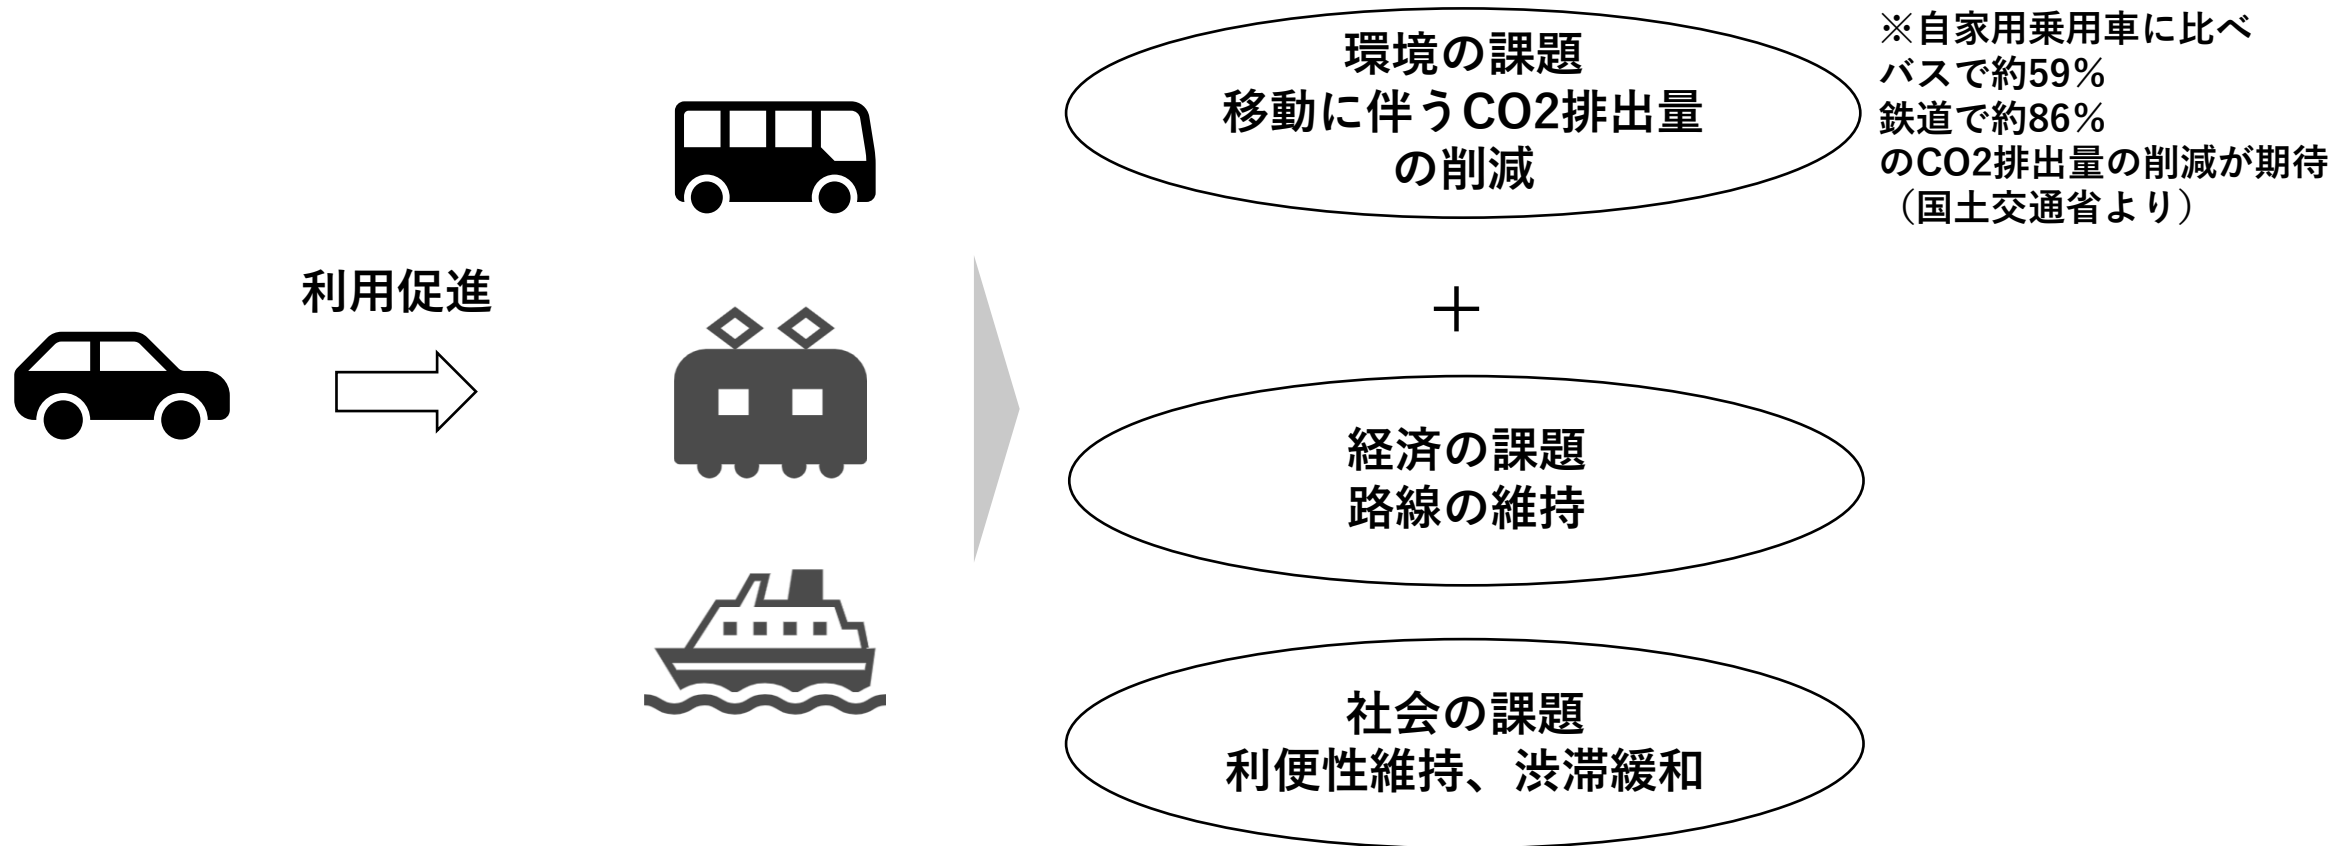 利用促進
環境の課題
移動に伴うCO2排出量
の削減
※自家用乗用車に比べ
バスで約59%
鉄道で約86%
のCO2排出量の削減が期待
（国土交通省より）
＋
経済の課題
路線の維持
社会の課題
利便性維持、渋滞緩和